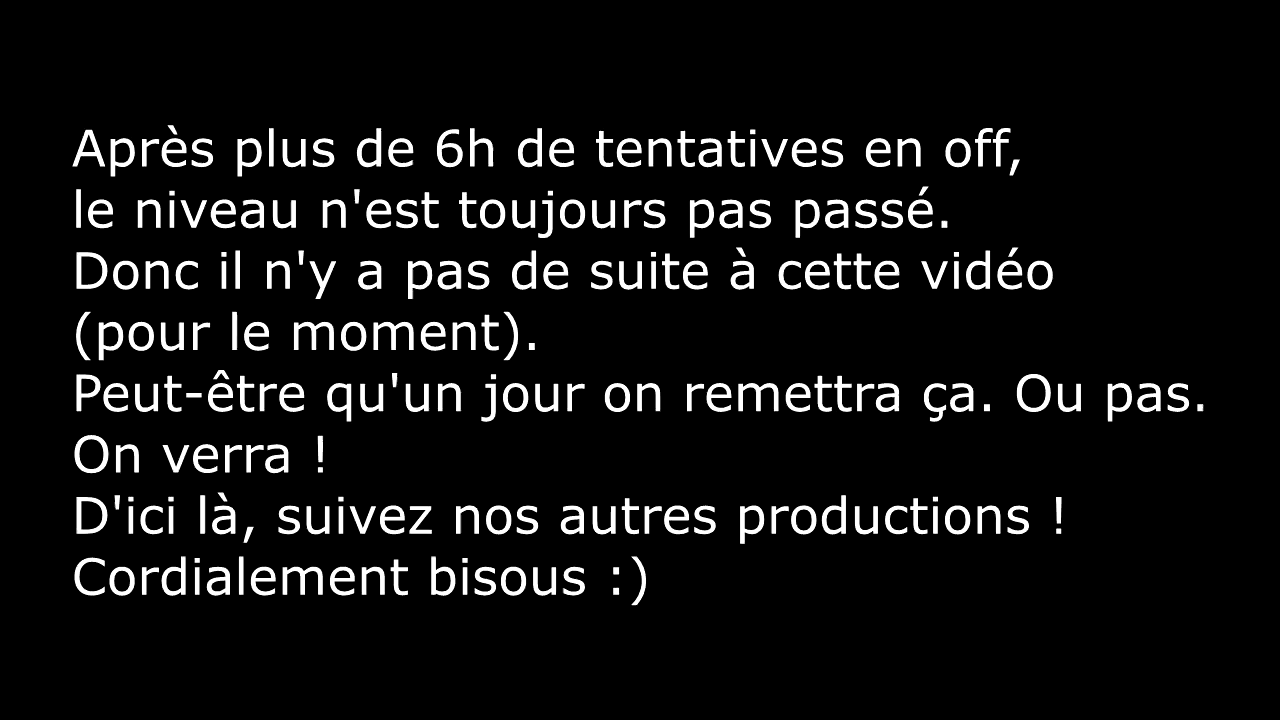 Après plus de 6h de tentatives en off,
le niveau n'est toujours pas passé.
Donc il n'y a pas de suite à cette vidéo
(pour le moment).
Peut-être qu'un jour on remettra ça. Ou pas.
On verra !
D'ici là, suivez nos autres productions !
Cordialement bisous :)